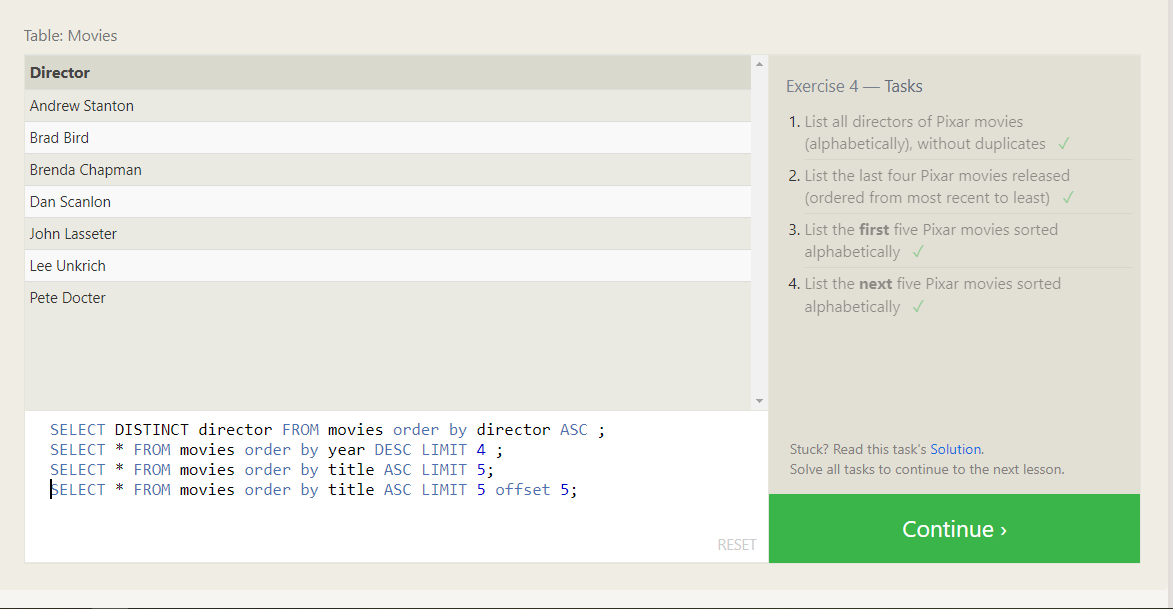 Table: Movies
Director
Andrew Stanton
Brad Bird
Brenda Chapman
Dan Scanlon
John Lasseter
Lee Unkrich
Pete Docter
SELECT DISTINCT director FROM movies order by director ASC ;
SELECT * FROM movies order by year DESC LIMIT 4 ;
SELECT * FROM movies order by title ASC LIMIT 5;
SELECT * FROM movies order by title ASC LIMIT 5 offset 5;
RESET
Exercise 4 — Tasks
1. List all directors of Pixar movies
(alphabetically), without duplicates ✓
2. List the last four Pixar movies released
(ordered from most recent to least) ✓
3. List the first five Pixar movies sorted
alphabetically ✓
4. List the next five Pixar movies sorted
alphabetically ✓
Stuck? Read this task's Solution.
Solve all tasks to continue to the next lesson.
Continue ›